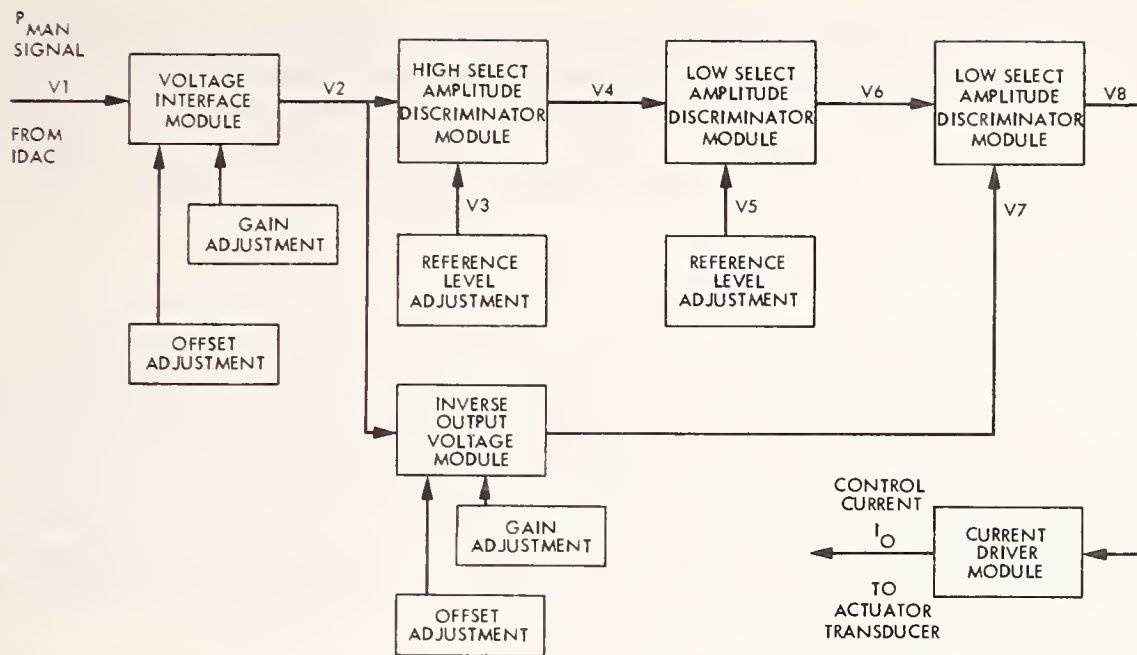 P MAN
SIGNAL
V1
FROM
IDAC
VOLTAGE
INTERFACE
MODULE
V2
HIGH SELECT
AMPLITUDE
DISCRIMINATOR
MODULE
V4
LOW SELECT
AMPLITUDE
DISCRIMINATOR
MODULE
V6
LOW SELECT
AMPLITUDE
DISCRIMINATOR
MODULE
V8
GAIN
ADJUSTMENT
V3
V5
V7
REFERENCE
LEVEL
ADJUSTMENT
REFERENCE
LEVEL
ADJUSTMENT
OFFSET
ADJUSTMENT
INVERSE
OUTPUT
VOLTAGE
MODULE
GAIN
ADJUSTMENT
OFFSET
ADJUSTMENT
CONTROL
CURRENT
IO
TO
ACTUATOR
TRANSDUCER
CURRENT
DRIVER
MODULE